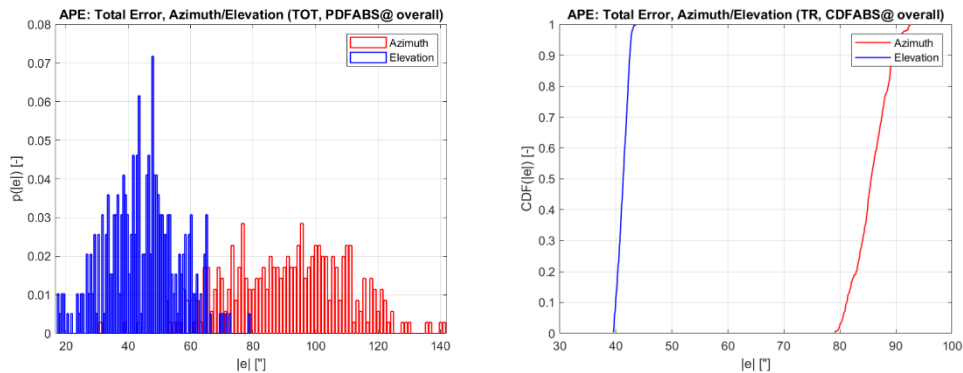 APE: Total Error, Azimuth/Elevation (TOT, PDFABS@ overall)
0.08
0.07
0.06
0.05
0.04
0.03
0.02
0.01
0
p(|e|) [-]
Azimuth
Elevation
20 40 60 80 100 120 140
|e| ["]
APE: Total Error, Azimuth/Elevation (TR, CDFABS@ overall)
1
0.9
0.8
0.7
0.6
0.5
0.4
0.3
0.2
0.1
0
CDF(|e|) [-]
Azimuth
Elevation
30 40 50 60 70 80 90 100
|e| ["]